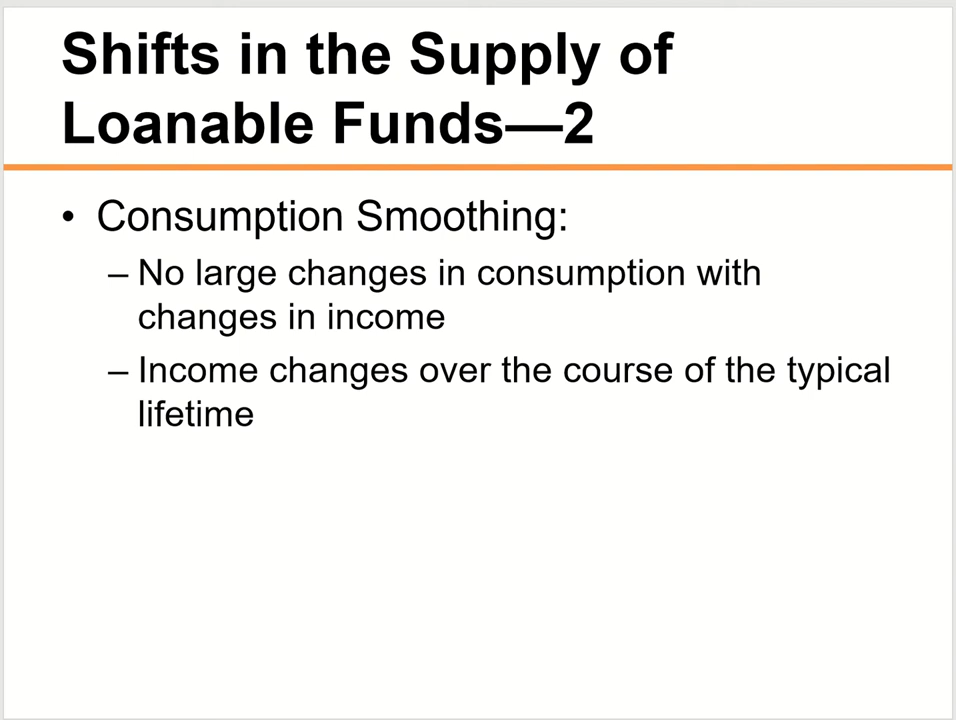 Shifts in the Supply of
Loanable Funds—2
• Consumption Smoothing:
– No large changes in consumption with
changes in income
– Income changes over the course of the typical
lifetime